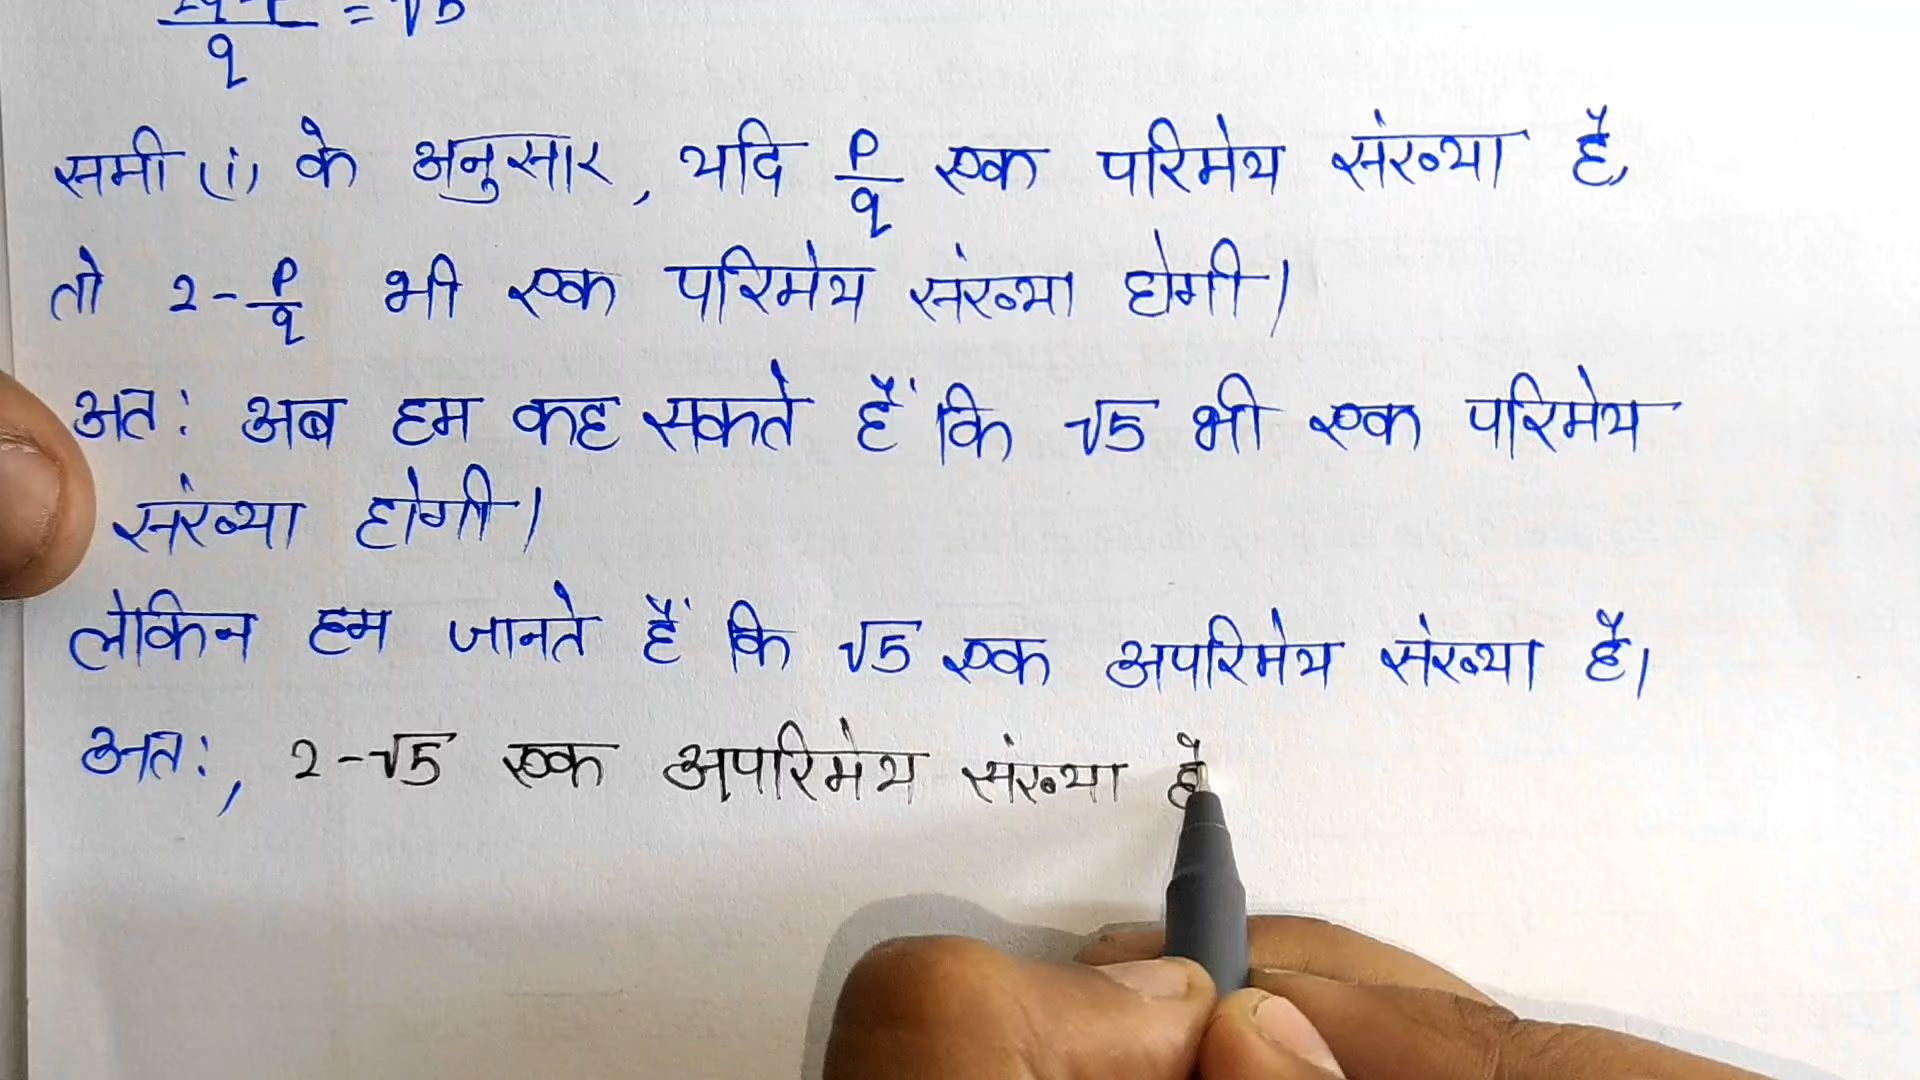 q = √5
समी (i) के अनुसार, यदि p/q एक परिमेय संख्या है,
तो 2-p/q भी एक परिमेय संख्या होगी।
अत: अब हम कह सकते हैं कि √5 भी एक परिमेय
संख्या होगी।
लेकिन हम जानते हैं कि √5 एक अपरिमेय संख्या है।
अत:, 2-√5 एक अपरिमेय संख्या है